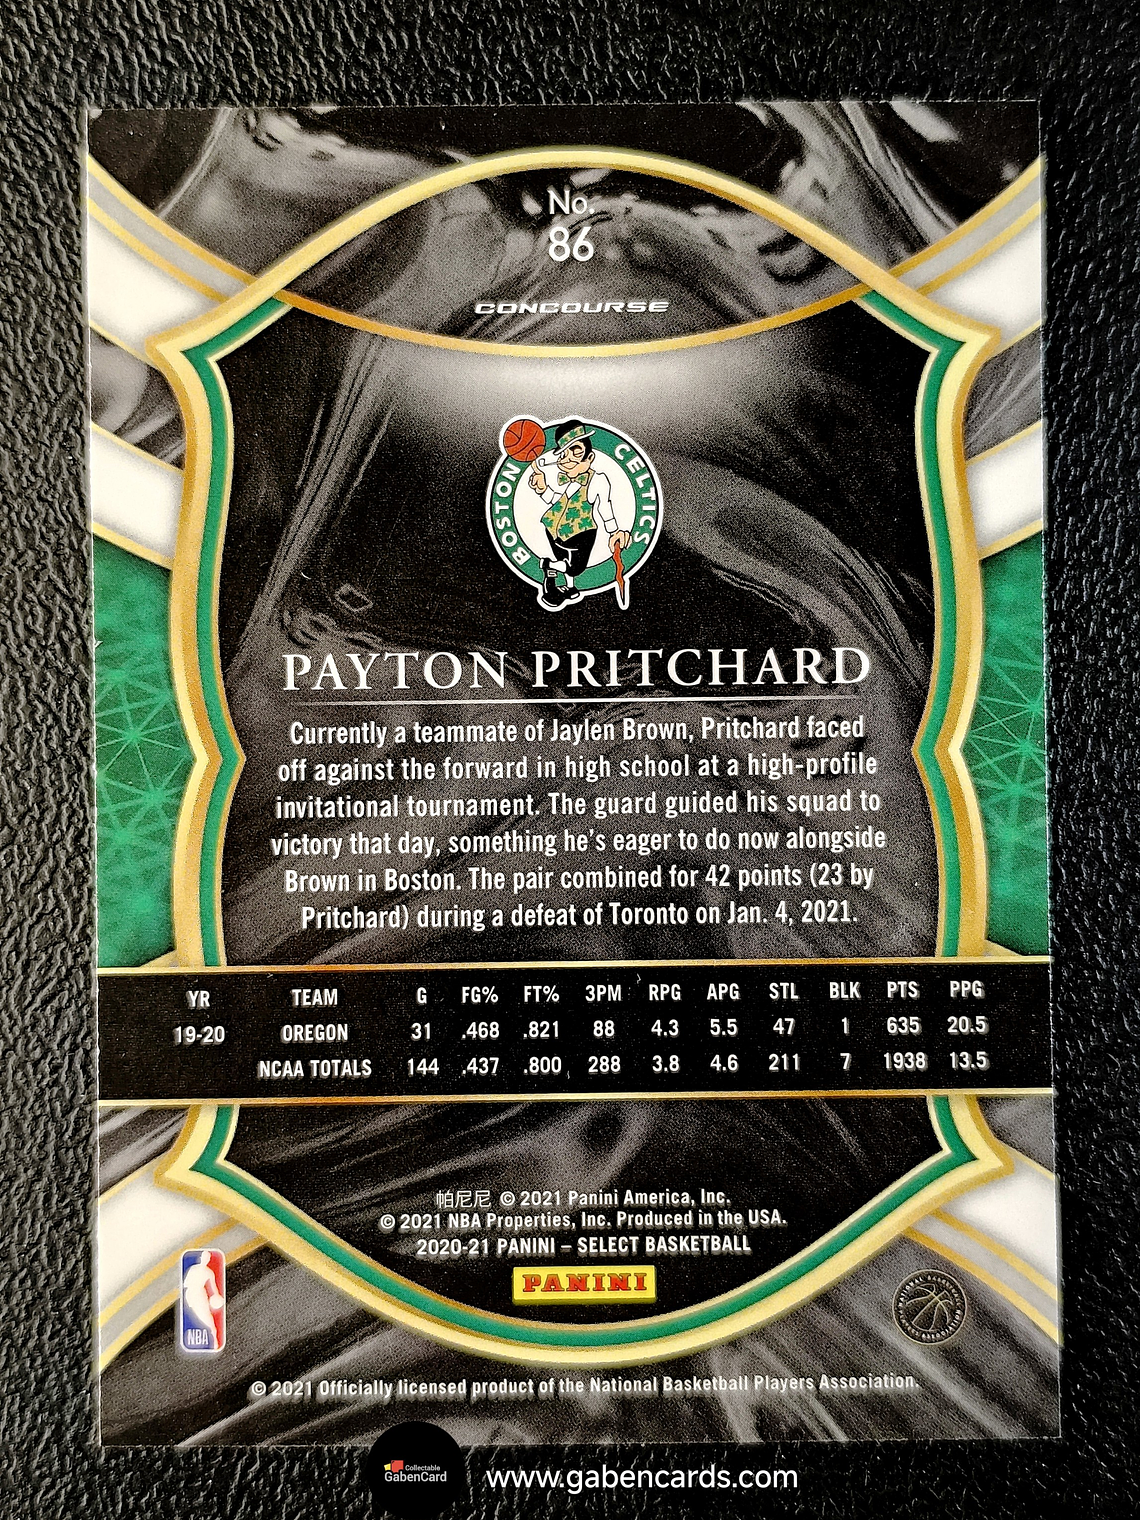 No.
86
CONCOURSE
BOSTON CELTICS
PAYTON PRITCHARD
Currently a teammate of Jaylen Brown, Pritchard faced
off against the forward in high school at a high-profile
invitational tournament. The guard guided his squad to
victory that day, something he's eager to do now alongside
Brown in Boston. The pair combined for 42 points (23 by
Pritchard) during a defeat of Toronto on Jan. 4, 2021.
YR TEAM G FG% FT% 3PM RPG APG STL BLK PTS PPG
19-20 OREGON 31 .468 .821 88 4.3 5.5 47 1 635 20.5
NCAA TOTALS 144 .437 .800 288 3.8 4.6 211 7 1938 13.5
帕尼尼 © 2021 Panini America, Inc.
© 2021 NBA Properties, Inc. Produced in the USA.
2020-21 PANINI – SELECT BASKETBALL
PANINI
NBA
© 2021 Officially licensed product of the National Basketball Players Association.
Collectable
GabenCard
www.gabencards.com